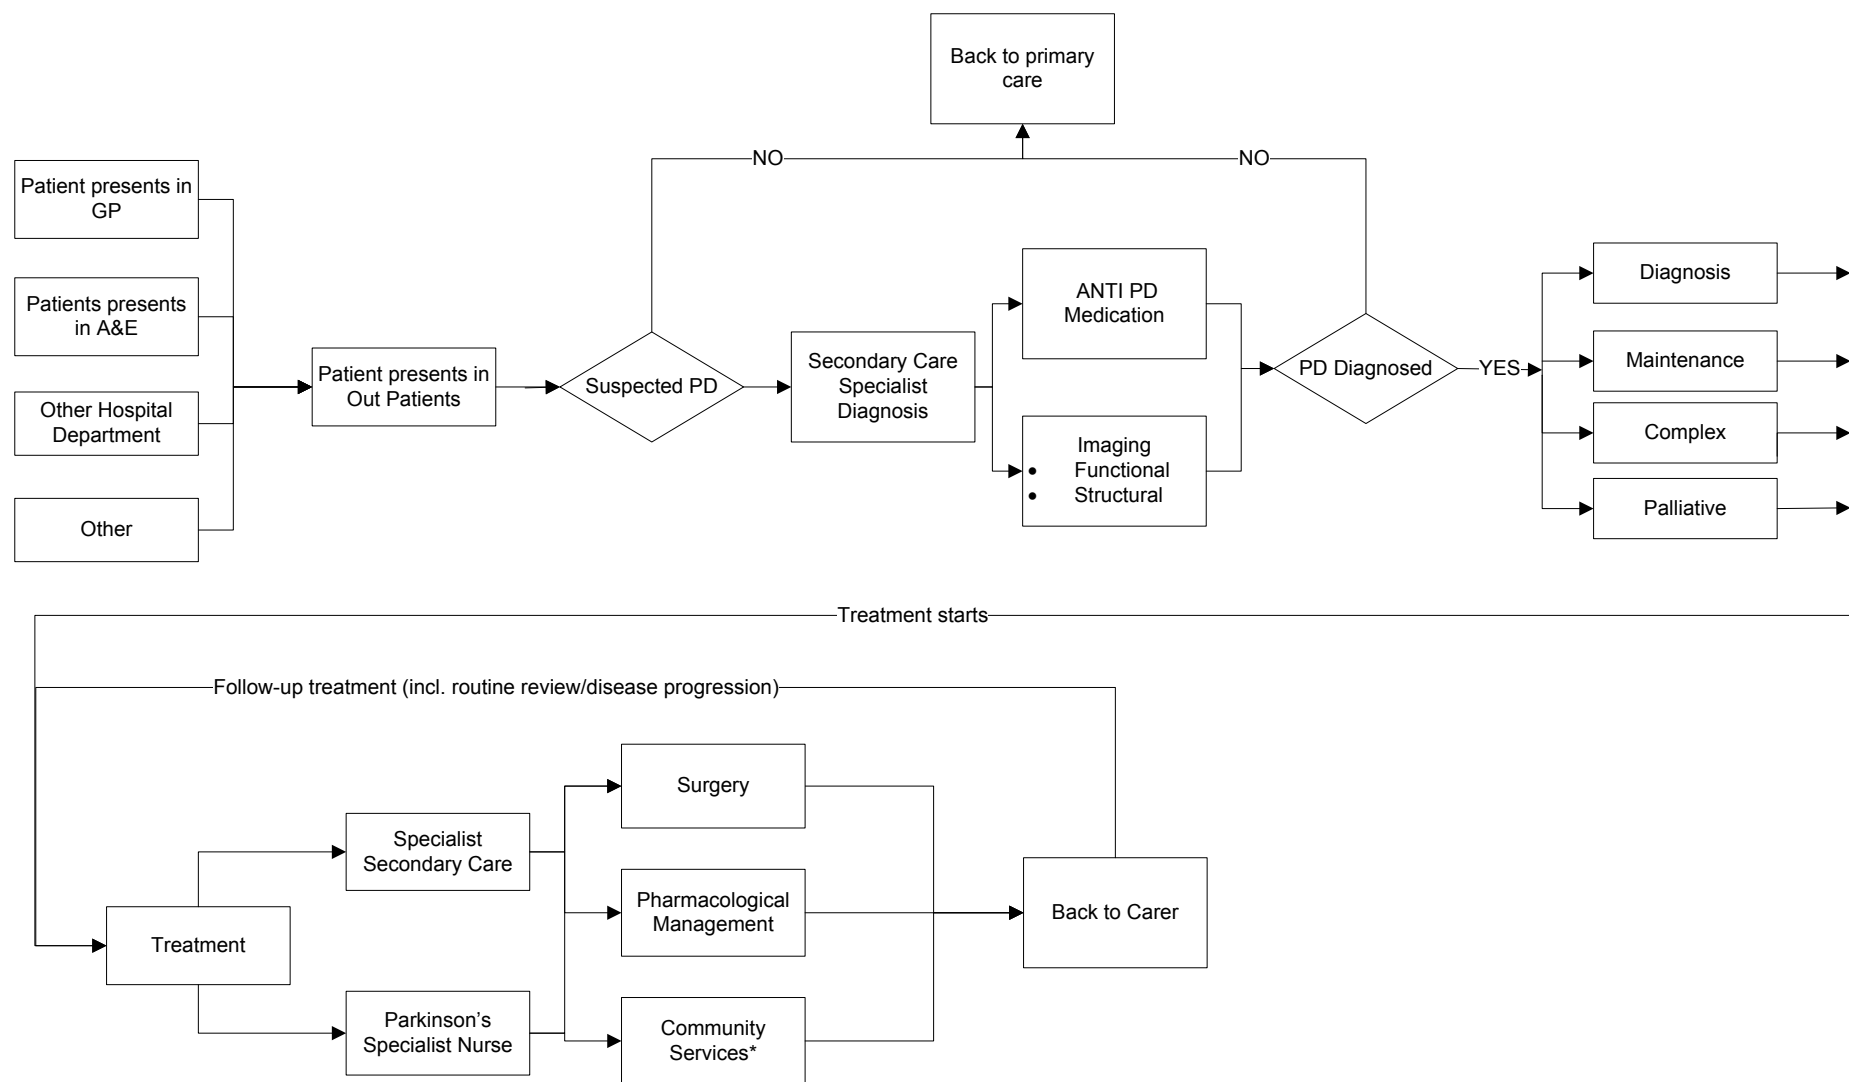 Back to primary
care
NO
NO
Patient presents in
GP
Patients presents
in A&E
Other Hospital
Department
Other
Patient presents in
Out Patients
Suspected PD
Secondary Care
Specialist
Diagnosis
ANTI PD
Medication
Imaging
• Functional
• Structural
PD Diagnosed
YES
Diagnosis
Maintenance
Complex
Palliative
Treatment starts
Follow-up treatment (incl. routine review/disease progression)
Treatment
Specialist
Secondary Care
Parkinson’s
Specialist Nurse
Surgery
Pharmacological
Management
Community
Services*
Back to Carer